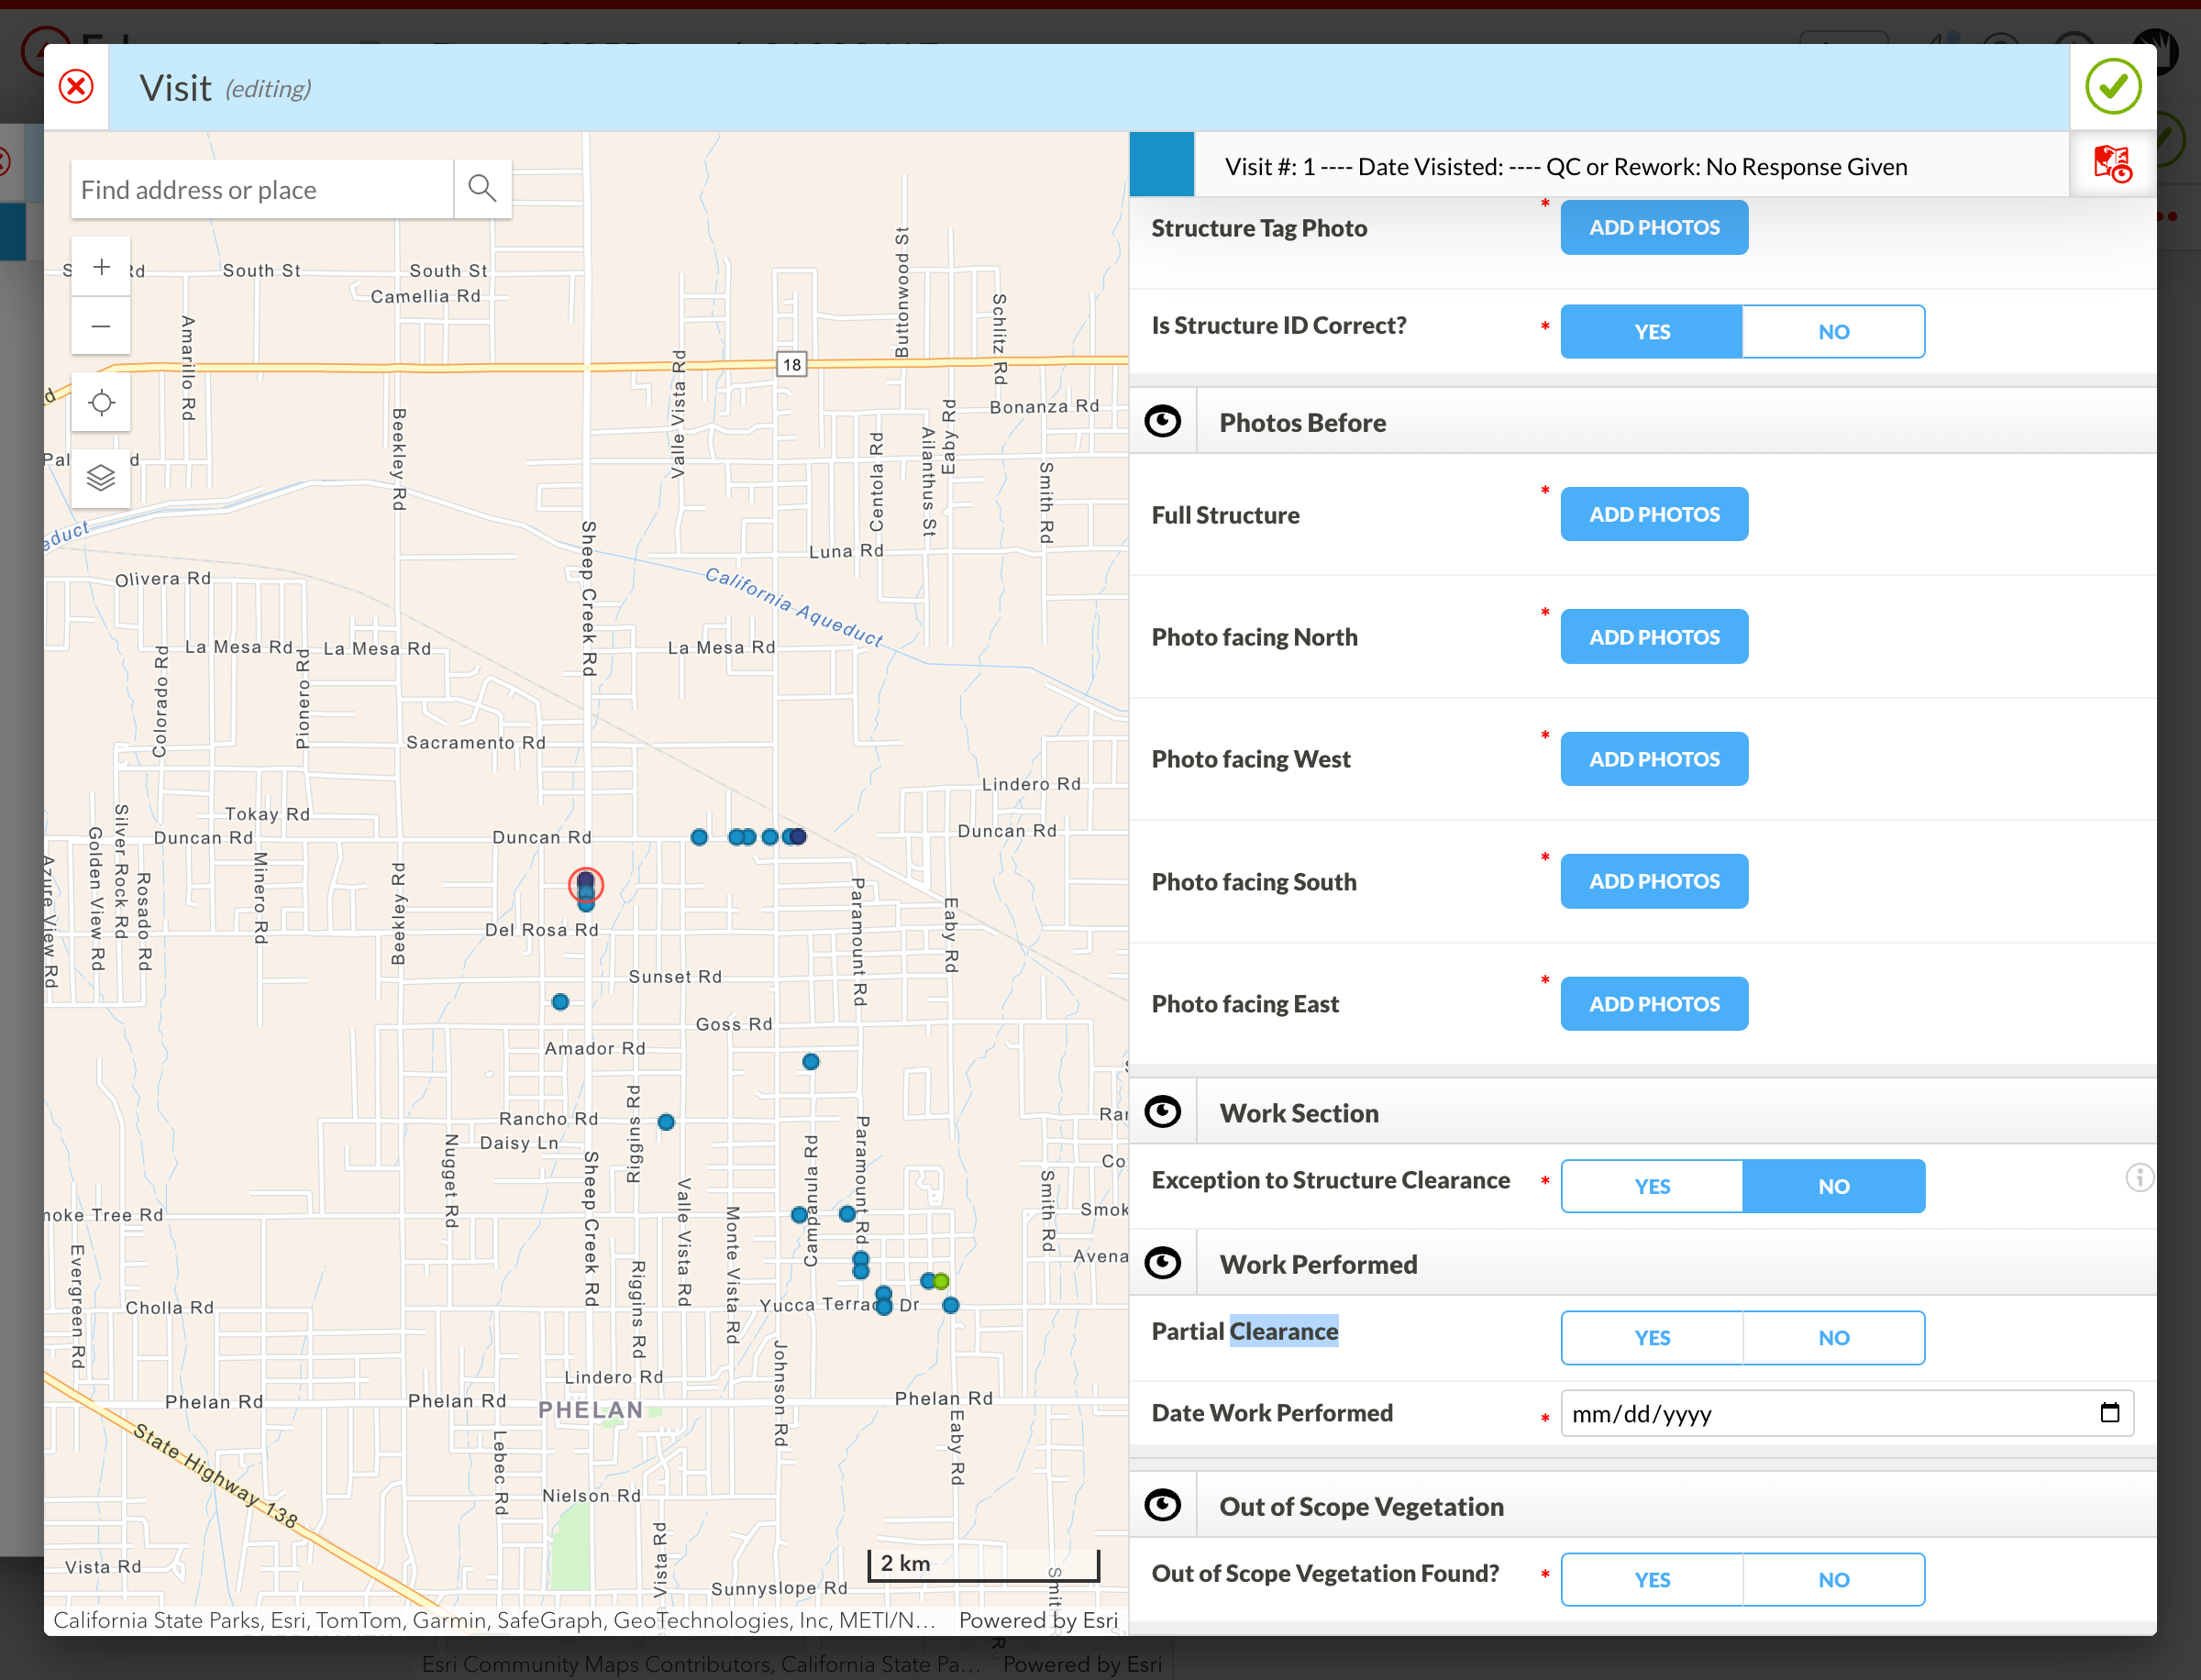 Visit (editing)
Find address or place
Visit #: 1 ---- Date Visisted: ---- QC or Rework: No Response Given
Structure Tag Photo
*
ADD PHOTOS
Is Structure ID Correct?
*
YES
NO
Photos Before
Full Structure
*
ADD PHOTOS
Photo facing North
*
ADD PHOTOS
Photo facing West
*
ADD PHOTOS
Photo facing South
*
ADD PHOTOS
Photo facing East
*
ADD PHOTOS
Work Section
Exception to Structure Clearance
*
YES
NO
Work Performed
Partial Clearance
YES
NO
Date Work Performed
*
mm/dd/yyyy
Out of Scope Vegetation
Out of Scope Vegetation Found?
*
YES
NO
South St
South St
Camellia Rd
Amarillo Rd
Beekley Rd
Valle Vista Rd
Buttonwood St
Schlitz Rd
18
Bonanza Rd
Centola Rd
Ailanthus St
Eaby Rd
Smith Rd
Luna Rd
California Aqueduct
Olivera Rd
Sheep Creek Rd
La Mesa Rd
La Mesa Rd
La Mesa Rd
Colorado Rd
Pionero Rd
Sacramento Rd
Lindero Rd
Tokay Rd
Duncan Rd
Duncan Rd
Duncan Rd
Azure View Rd
Golden View Rd
Silver Rock Rd
Rosado Rd
Minero Rd
Beekeley Rd
Del Rosa Rd
Paramount Rd
Eaby Rd
Sunset Rd
Goss Rd
Amador Rd
Rancho Rd
Daisy Ln
Riggins Rd
Nugget Rd
Sheep Creek Rd
Valle Vista Rd
Monte Vista Rd
Paramount Rd
Smith Rd
Smok
Avena
Evergreen Rd
Cholla Rd
Riggins Rd
Yucca Terrac Dr
Lindero Rd
Johnson Rd
Phelan Rd
Phelan Rd
Phelan Rd
PHELAN
Eaby Rd
State Highway 138
Lebec Rd
Nielson Rd
Vista Rd
Vista Rd
Sunnyslope Rd
2 km
California State Parks, Esri, TomTom, Garmin, SafeGraph, GeoTechnologies, Inc, METI/N...
Powered by Esri
Esri Community Maps Contributors, California State Pa...
Powered by Esri